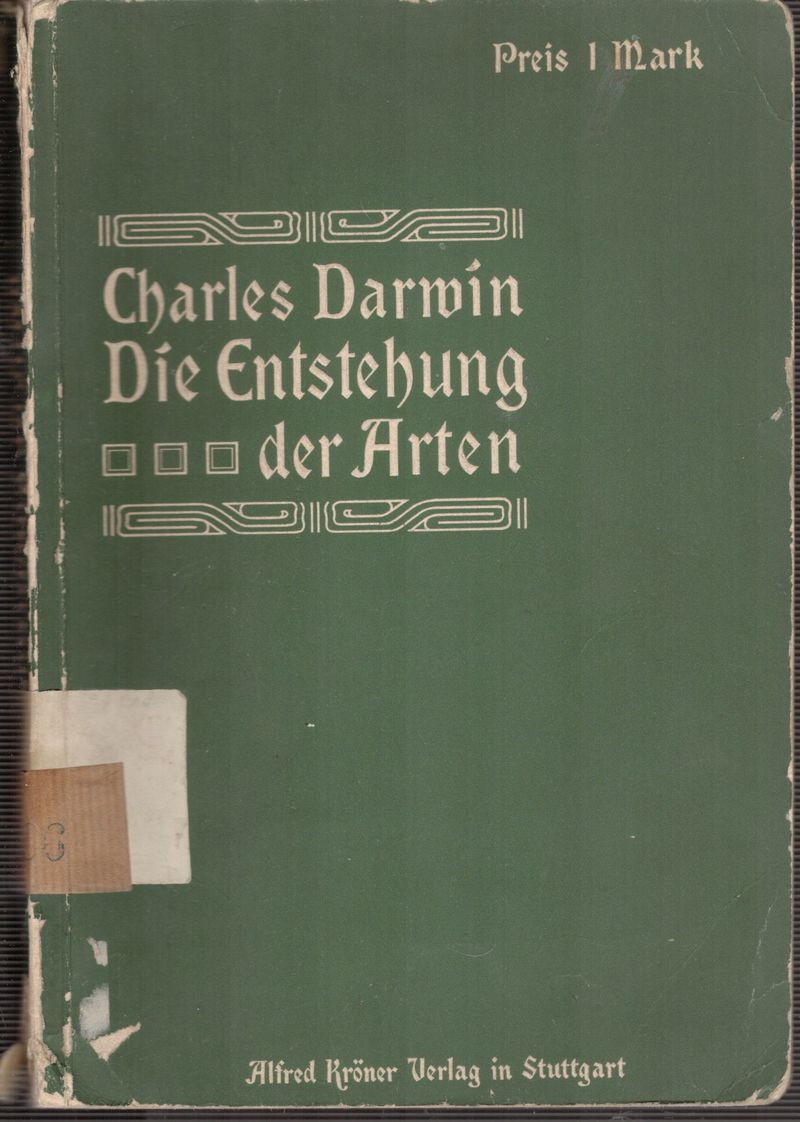 Preis 1 Mark
Charles Darwin
Die Entstehung
der Arten
Alfred Kröner Verlag in Stuttgart